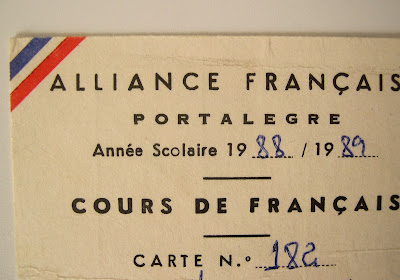 ALLIANCE FRANÇAIS
PORTALEGRE
Année Scolaire 1988 / 1989
COURS DE FRANÇAIS
CARTE N.º 182